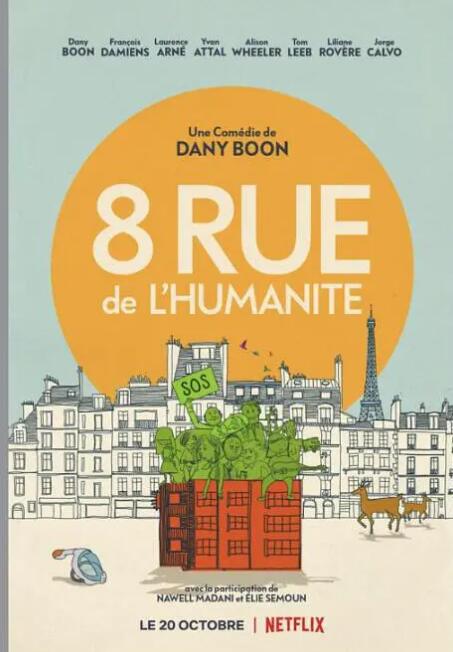 Dany François Laurence Yvan Alison Tom Liliane Jorge
BOON DAMIENS ARNÉ ATTAL WHEELER LEEB ROVÈRE CALVO
Une Comédie de
DANY BOON
8 RUE
de L'HUMANITE
SOS
avec la participation de
NAWELL MADANI et ÉLIE SEMOUN
LE 20 OCTOBRE | NETFLIX